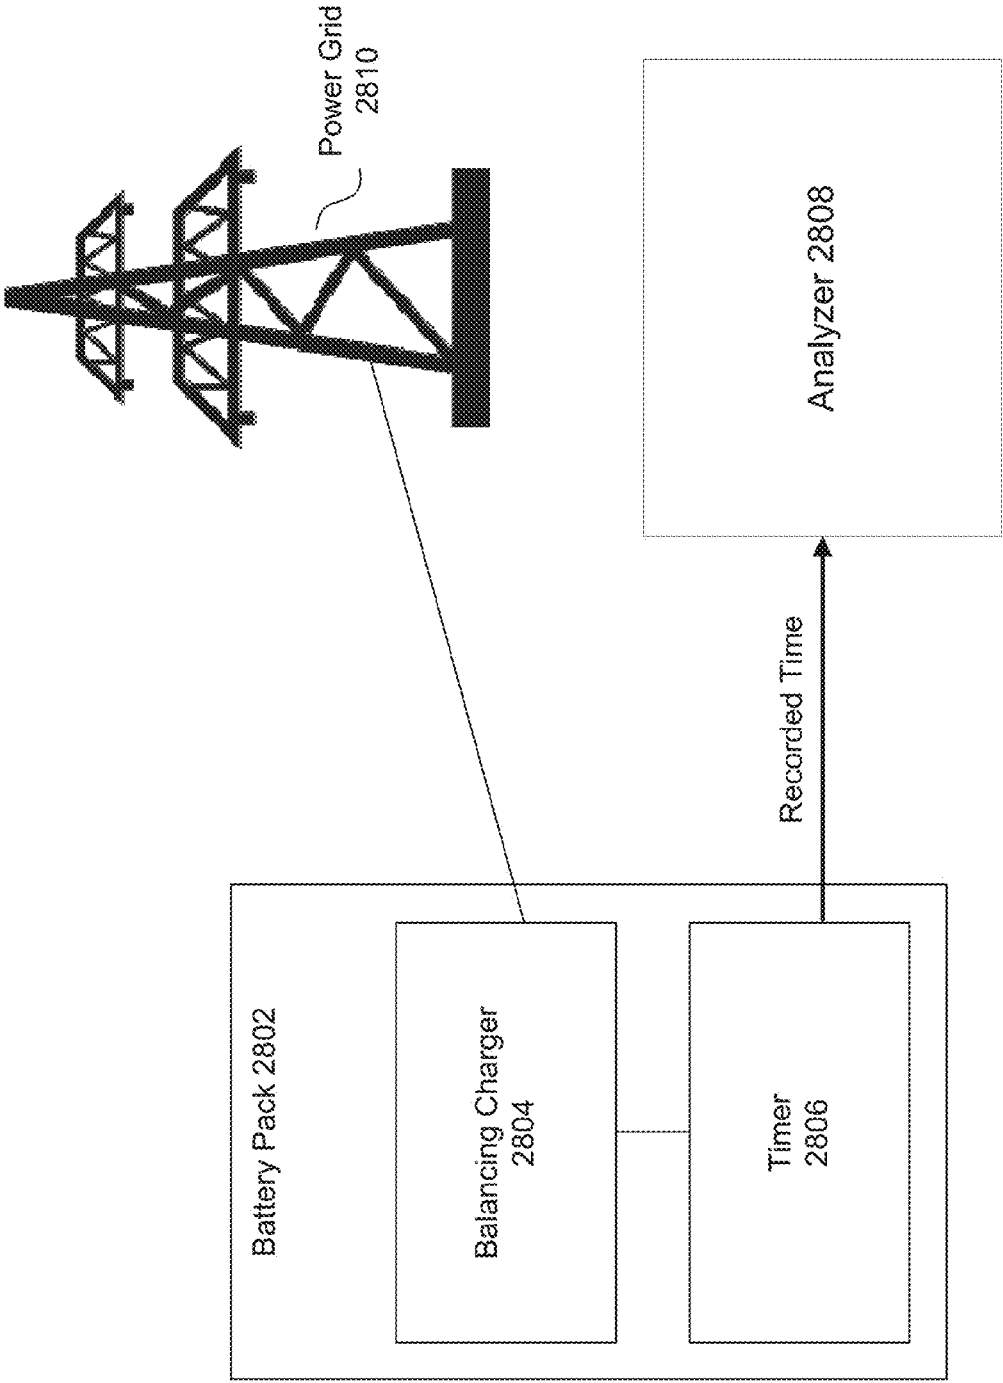 Battery Pack 2802
Balancing Charger
2804
Timer
2806
Recorded Time
Power Grid
2810
Analyzer 2808